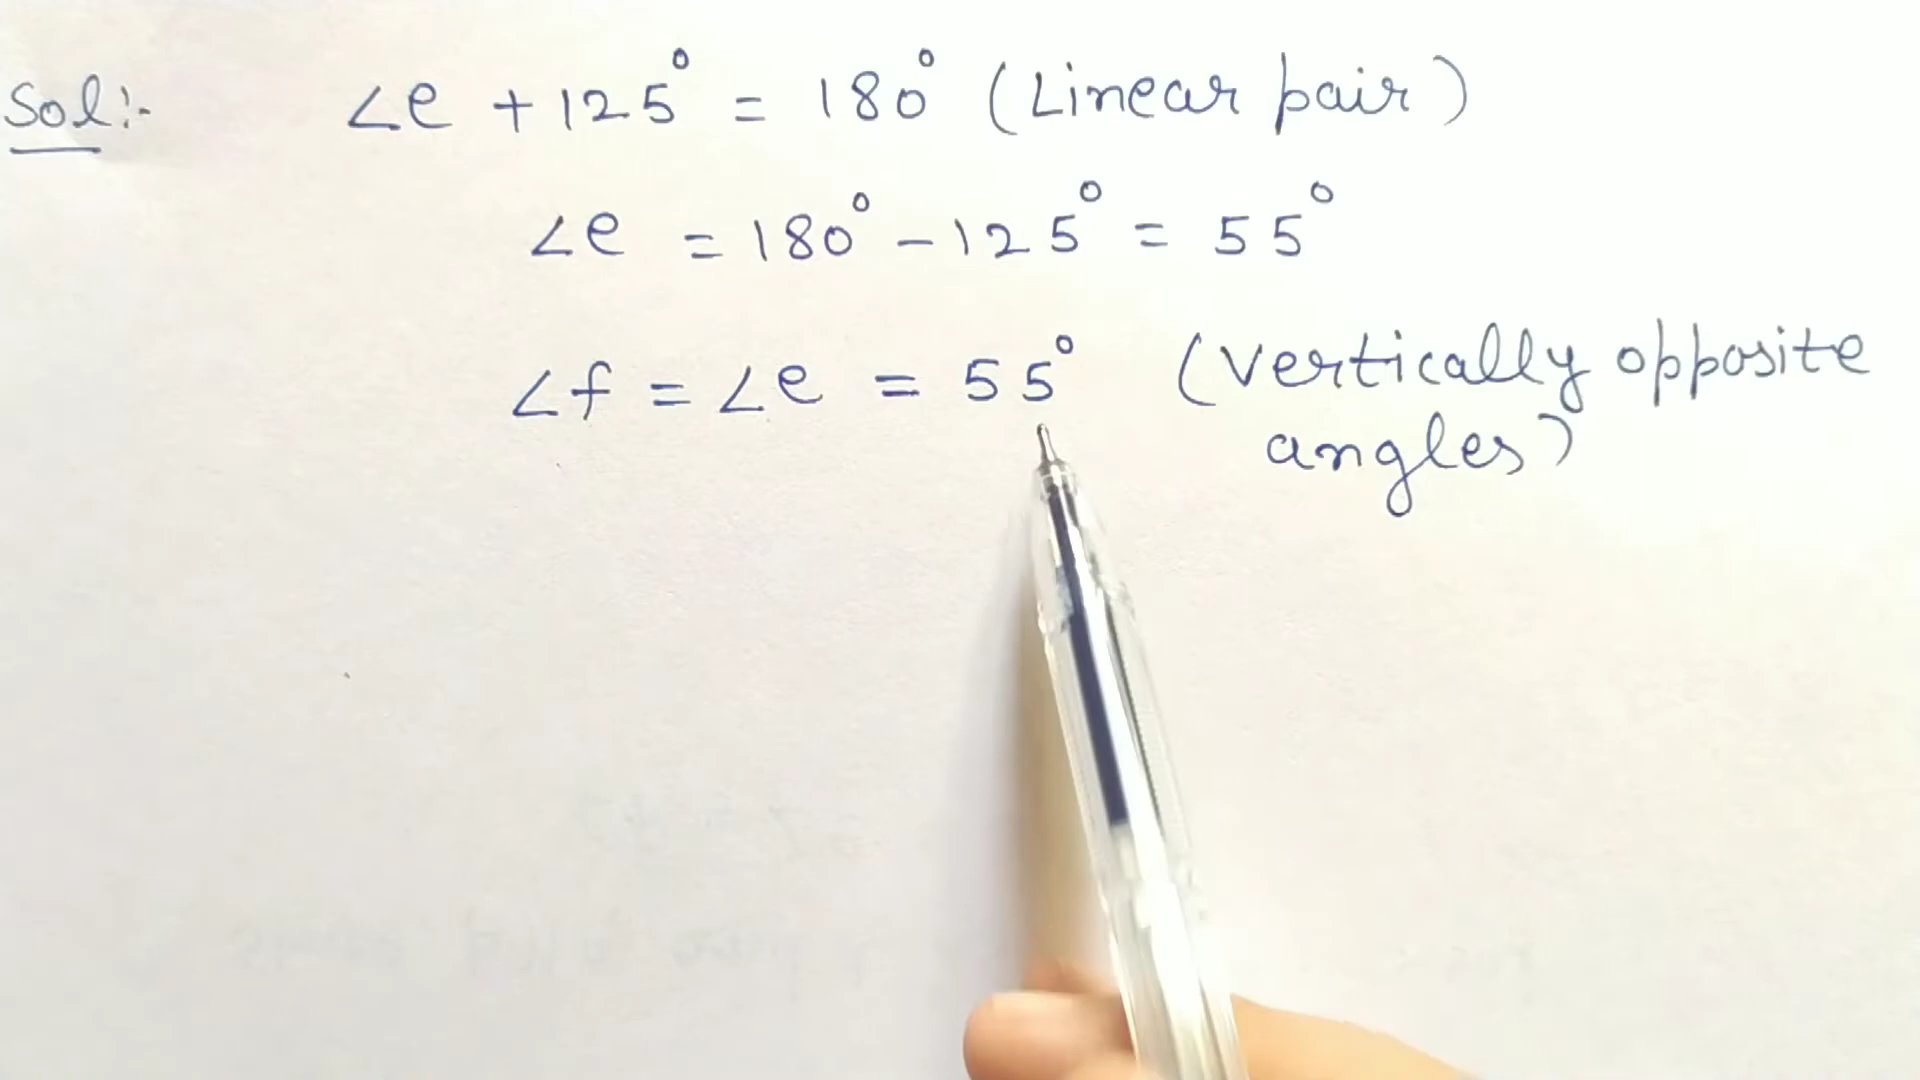 Sol:-
∠e + 125° = 180° (Linear pair)
∠e = 180° - 125° = 55°
∠f = ∠e = 55° (Vertically opposite
angles)